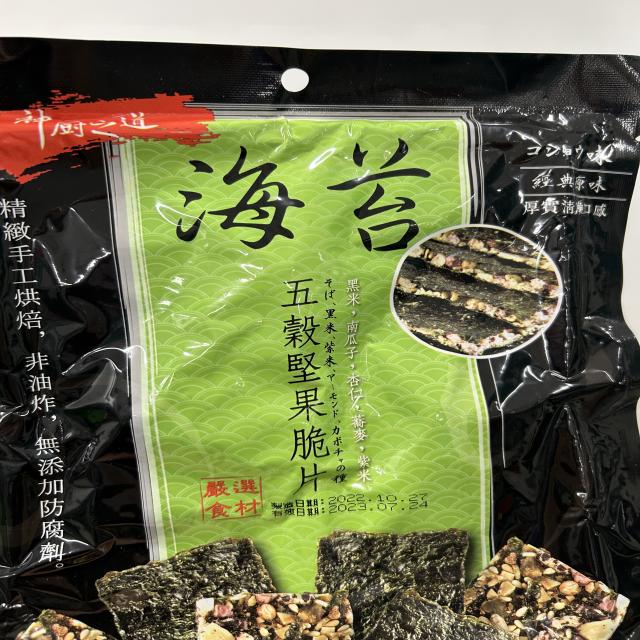 神厨之道
海苔
コショウ味
經典原味
厚實清爽口感
精緻手工烘焙，非油炸，無添加防腐劑。
黑米，南瓜子，杏仁，蕎麥，紫米
そば、黒米、紫米、アーモンド、カボチャの種
五穀堅果脆片
嚴選
食材
製造日期:2022.10.27
有效日期:2023.07.24